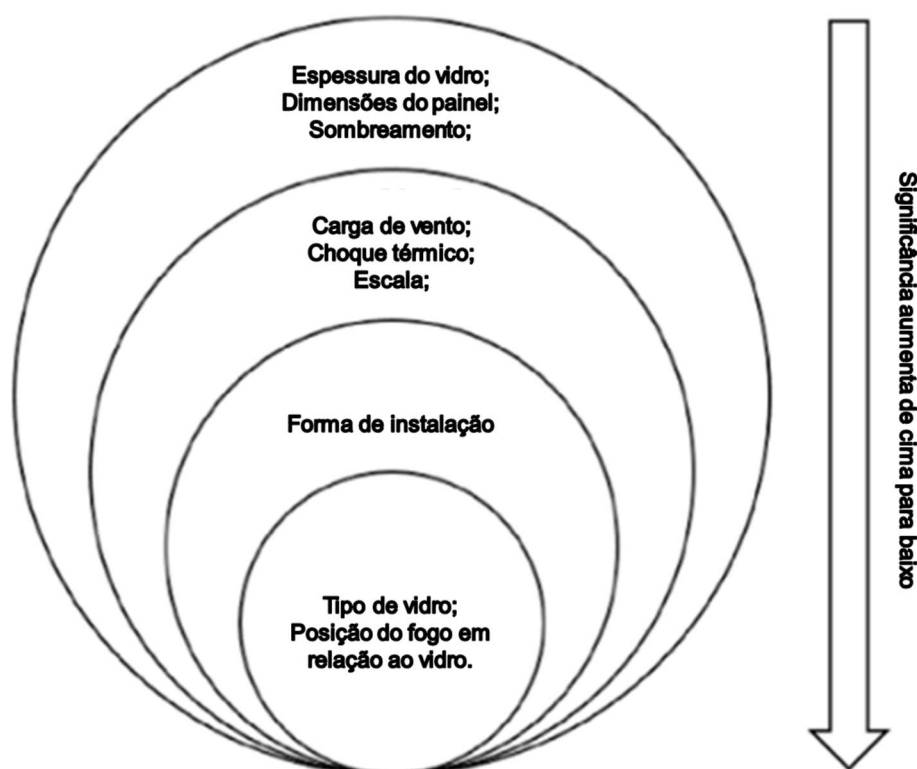 Espessura do vidro;
Dimensões do painel;
Sombreamento;
Carga de vento;
Choque térmico;
Escala;
Forma de instalação
Tipo de vidro;
Posição do fogo em
relação ao vidro.
Significância aumenta de cima para baixo